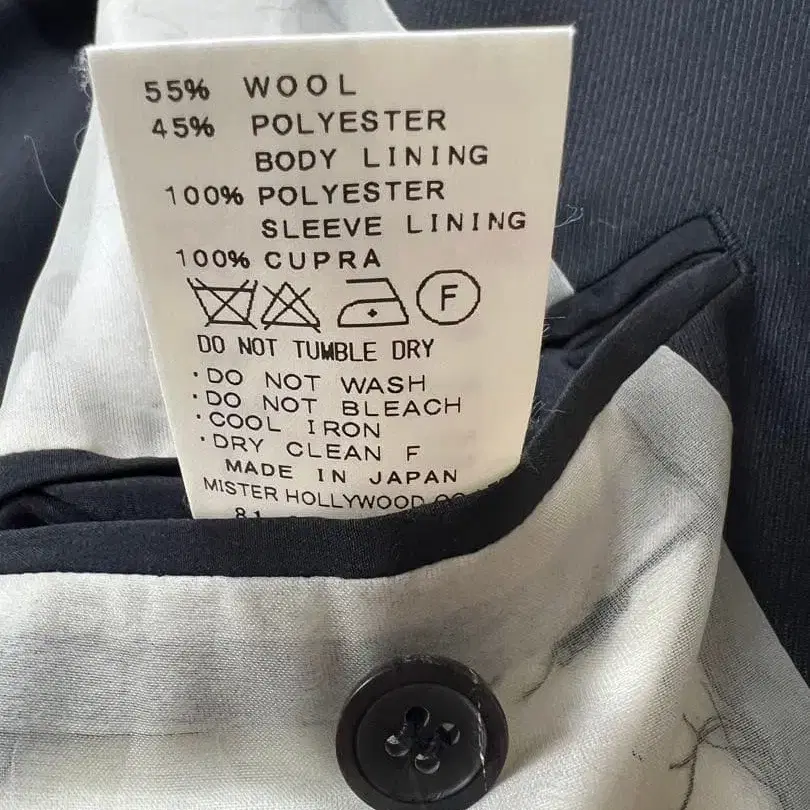 55% WOOL
45% POLYESTER
BODY LINING
100% POLYESTER
SLEEVE LINING
100% CUPRA
F
DO NOT TUMBLE DRY
・DO NOT WASH
・DO NOT BLEACH
・COOL IRON
・DRY CLEAN F
MADE IN JAPAN
MISTER HOLLYWOOD